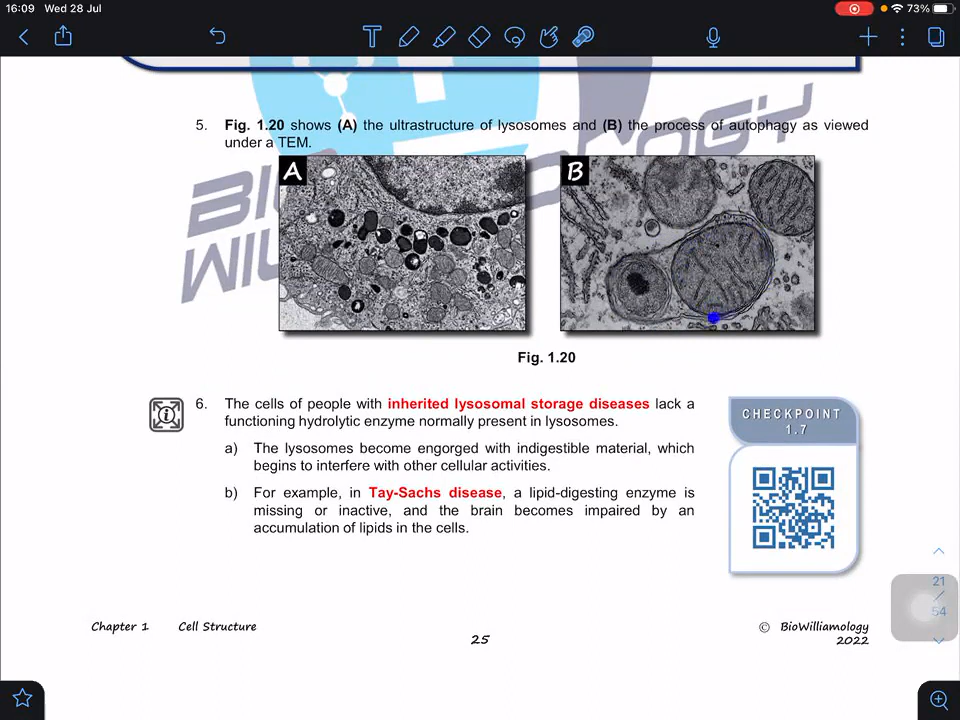 16:09 Wed 28 Jul
73%
5. Fig. 1.20 shows (A) the ultrastructure of lysosomes and (B) the process of autophagy as viewed
under a TEM.
A
B
Fig. 1.20
6. The cells of people with inherited lysosomal storage diseases lack a
functioning hydrolytic enzyme normally present in lysosomes.
a) The lysosomes become engorged with indigestible material, which
begins to interfere with other cellular activities.
b) For example, in Tay-Sachs disease, a lipid-digesting enzyme is
missing or inactive, and the brain becomes impaired by an
accumulation of lipids in the cells.
CHECKPOINT
1.7
21
/
54
Chapter 1 Cell Structure
25
© BioWilliamology
2022